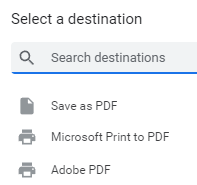 Select a destination
Search destinations
Save as PDF
Microsoft Print to PDF
Adobe PDF